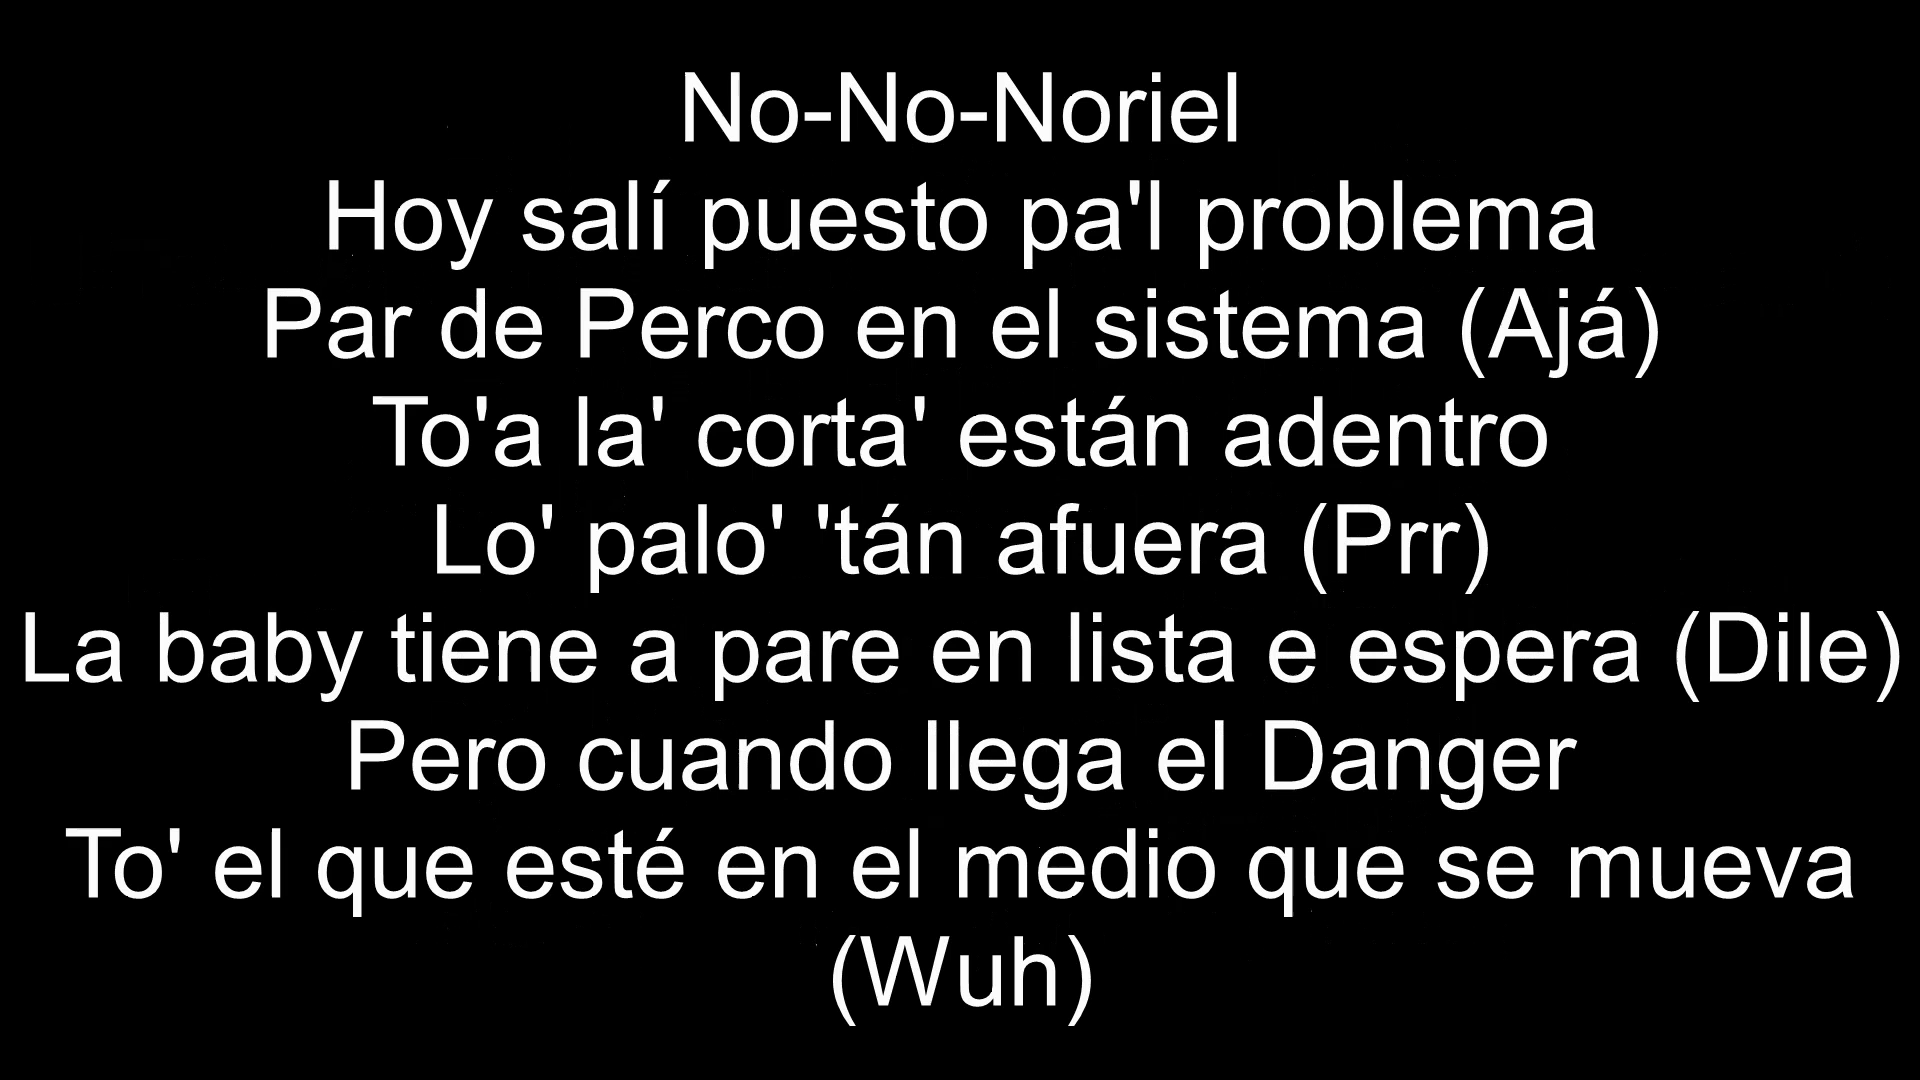 No-No-Noriel
Hoy salí puesto pa'l problema
Par de Perco en el sistema (Ajá)
To'a la' corta' están adentro
Lo' palo' 'tán afuera (Prr)
La baby tiene a pare en lista e espera (Dile)
Pero cuando llega el Danger
To' el que esté en el medio que se mueva
(Wuh)